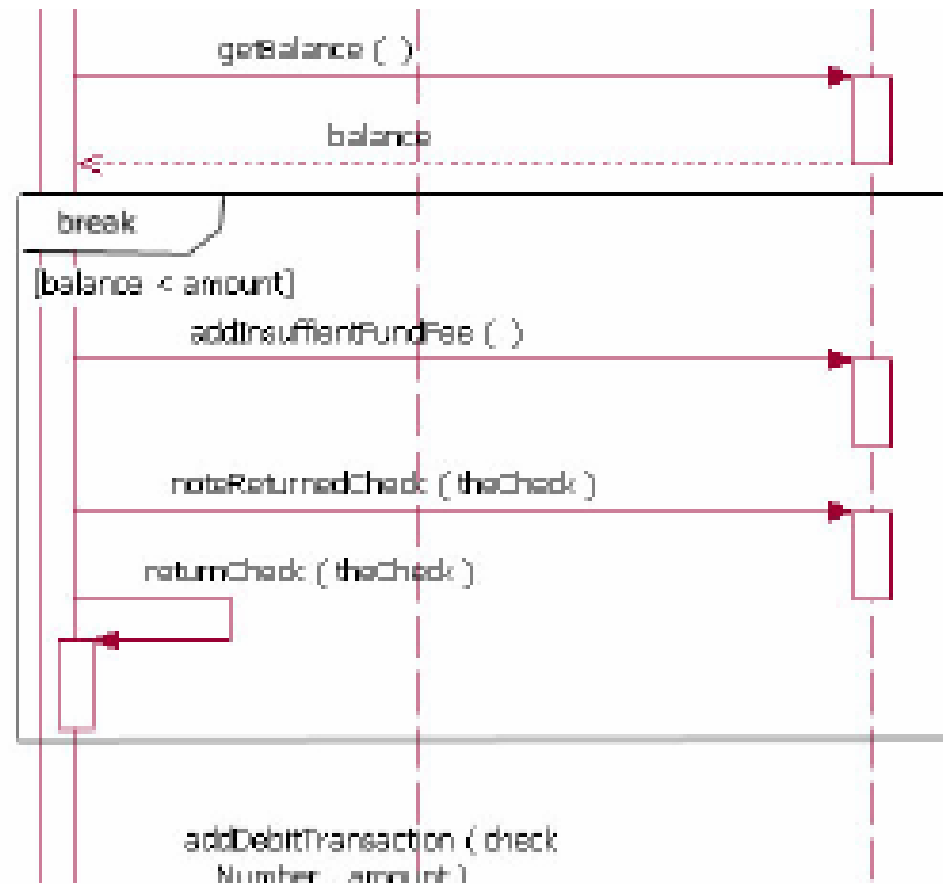 getBalance ( )
balance
break
[balance < amount]
addInsuffientFundFee ( )
noteReturnedCheck ( theCheck )
returnCheck ( theCheck )
addDebitTransaction ( check
Number , amount )